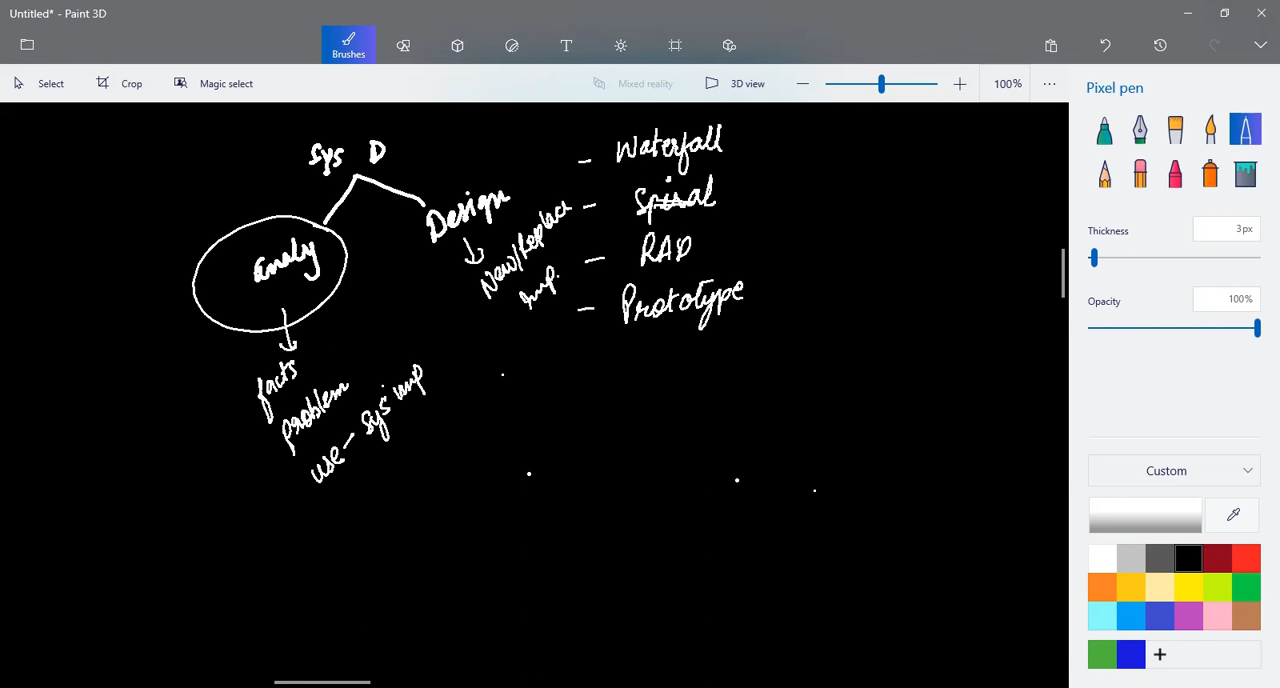 Untitled* - Paint 3D
Brushes
Select
Crop
Magic select
Mixed reality
3D view
100%
Pixel pen
Thickness
3px
Opacity
100%
Custom
Sys D
Analy
Design
facts
problem
use - sys imp
New/Replace
imp.
- Waterfall
- Spiral
- RAD
- Prototype